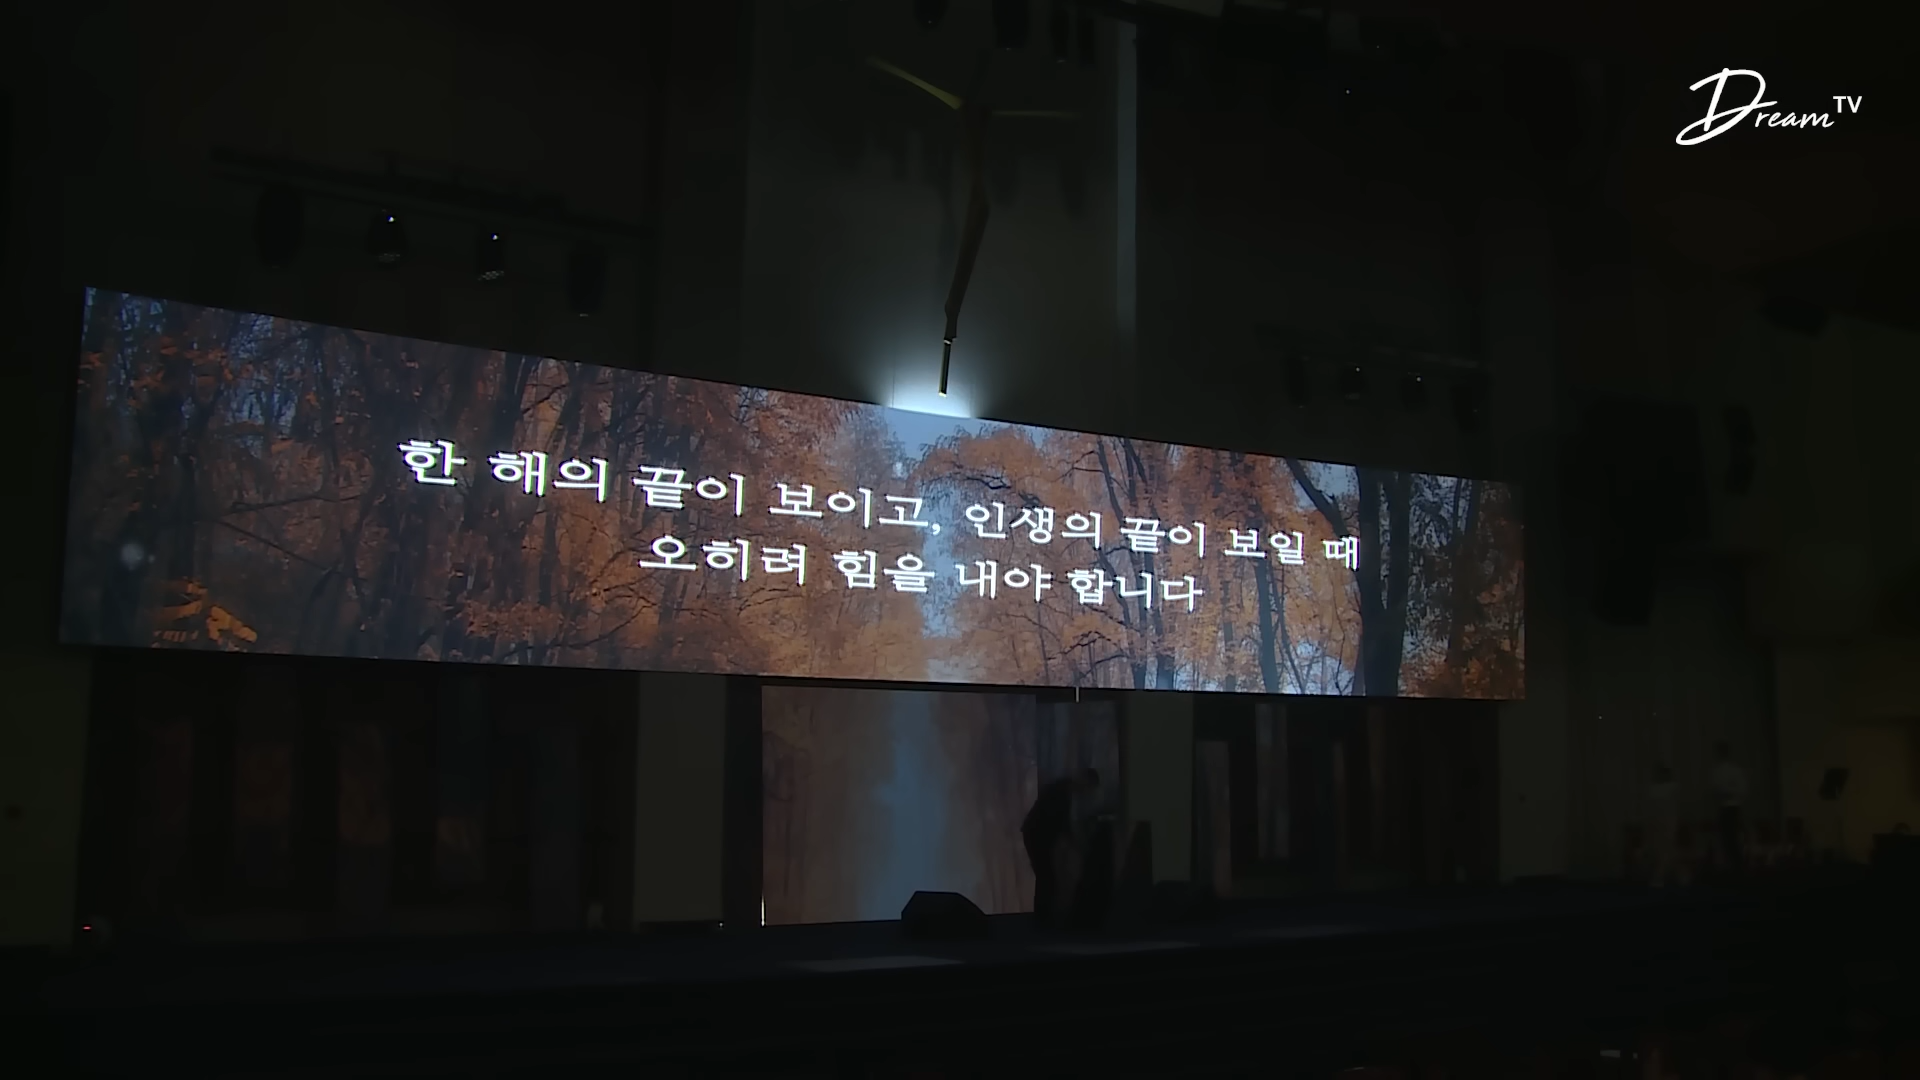 Dream TV
한 해의 끝이 보이고, 인생의 끝이 보일 때
오히려 힘을 내야 합니다